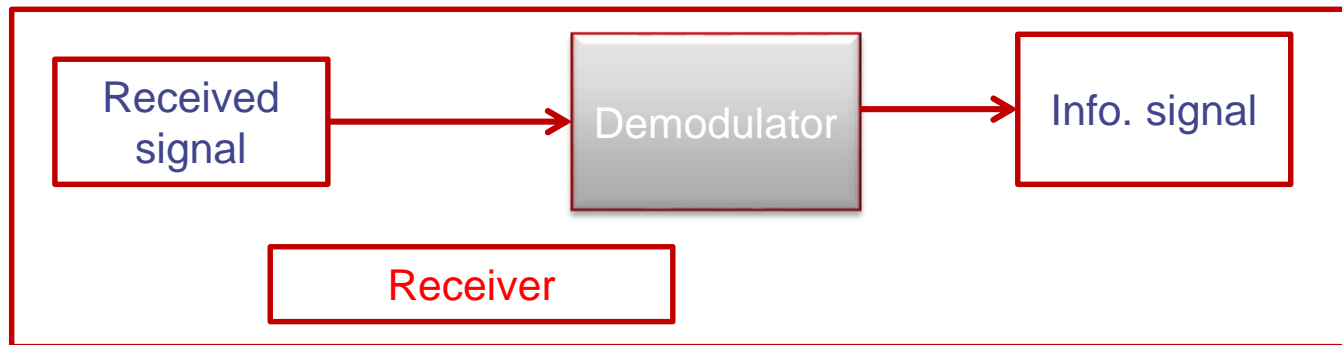 Received
signal
Demodulator
Info. signal
Receiver